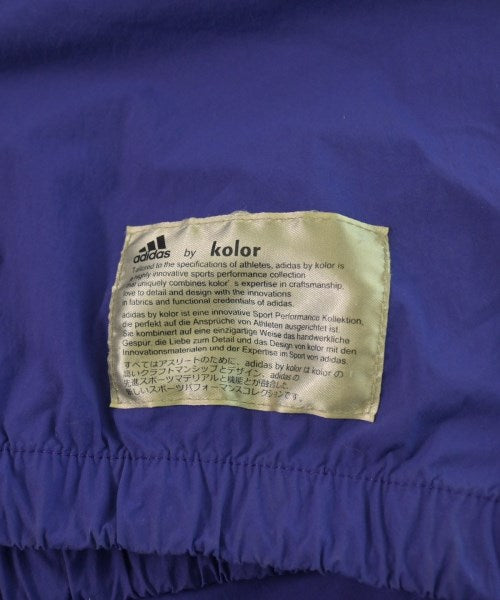 adidas by kolor
Tailored to the specifications of athletes, adidas by kolor is
highly innovative sports performance collection
that uniquely combines kolor's expertise in craftsmanship,
love to detail and design with the innovations
in fabrics and functional credentials of adidas.
adidas by kolor ist eine innovative Sport Performance Kollektion,
die perfekt auf die Ansprüche von Athleten ausgerichtet ist.
Sie kombiniert auf eine einzigartige Weise das handwerkliche
Gespur, die Liebe zum Detail und das Design von kolor mit den
Innovationsmaterialen und der Expertise im Sport von adidas.
すべてはアスリートのために、adidas by kolor は kolor の
高いクラフトマンシップとデザイン、adidas の
先進スポーツマテリアルと機能とが融合した
新しいスポーツパフォーマンスコレクションです。